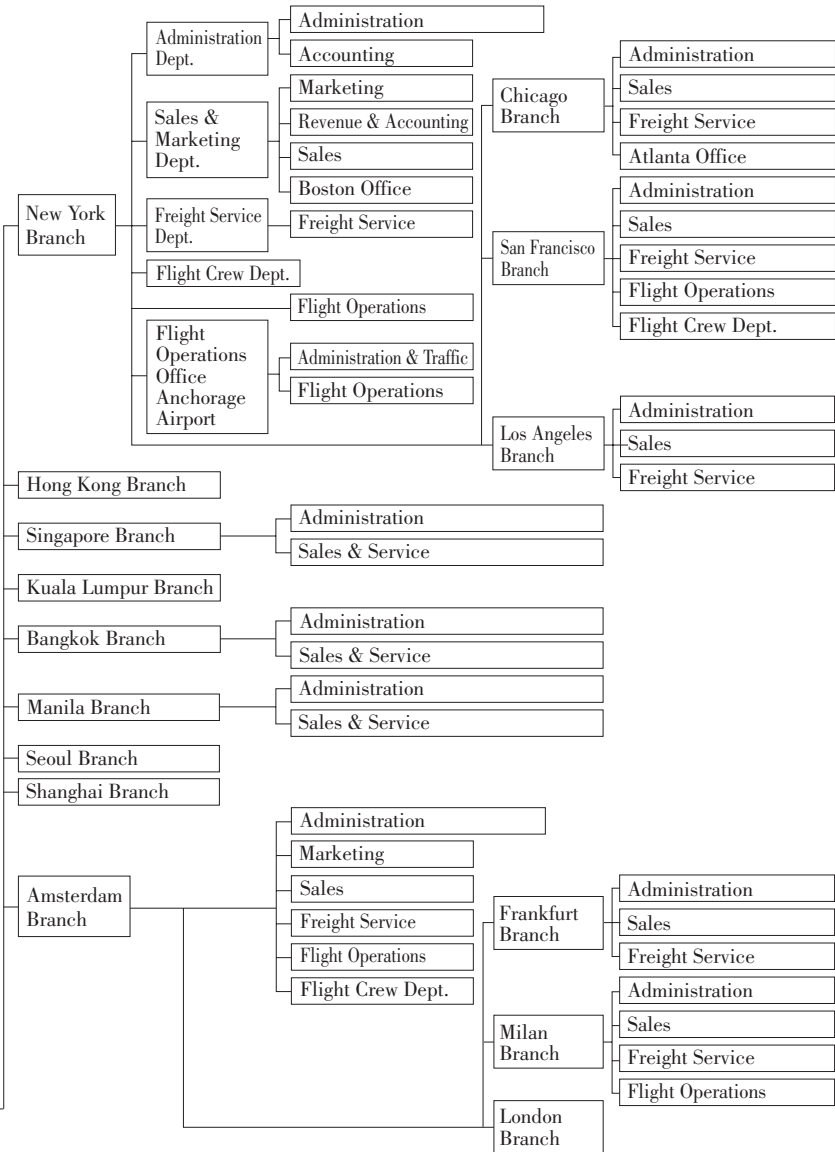 New York
Branch
Administration
Dept.
Administration
Accounting
Sales &
Marketing
Dept.
Marketing
Revenue & Accounting
Sales
Boston Office
Freight Service
Dept.
Freight Service
Flight Crew Dept.
Flight Operations
Flight
Operations
Office
Anchorage
Airport
Administration & Traffic
Flight Operations
Chicago
Branch
Administration
Sales
Freight Service
Atlanta Office
San Francisco
Branch
Administration
Sales
Freight Service
Flight Operations
Flight Crew Dept.
Los Angeles
Branch
Administration
Sales
Freight Service
Hong Kong Branch
Singapore Branch
Administration
Sales & Service
Kuala Lumpur Branch
Bangkok Branch
Administration
Sales & Service
Manila Branch
Administration
Sales & Service
Seoul Branch
Shanghai Branch
Amsterdam
Branch
Administration
Marketing
Sales
Freight Service
Flight Operations
Flight Crew Dept.
Frankfurt
Branch
Administration
Sales
Freight Service
Milan
Branch
Administration
Sales
Freight Service
Flight Operations
London
Branch